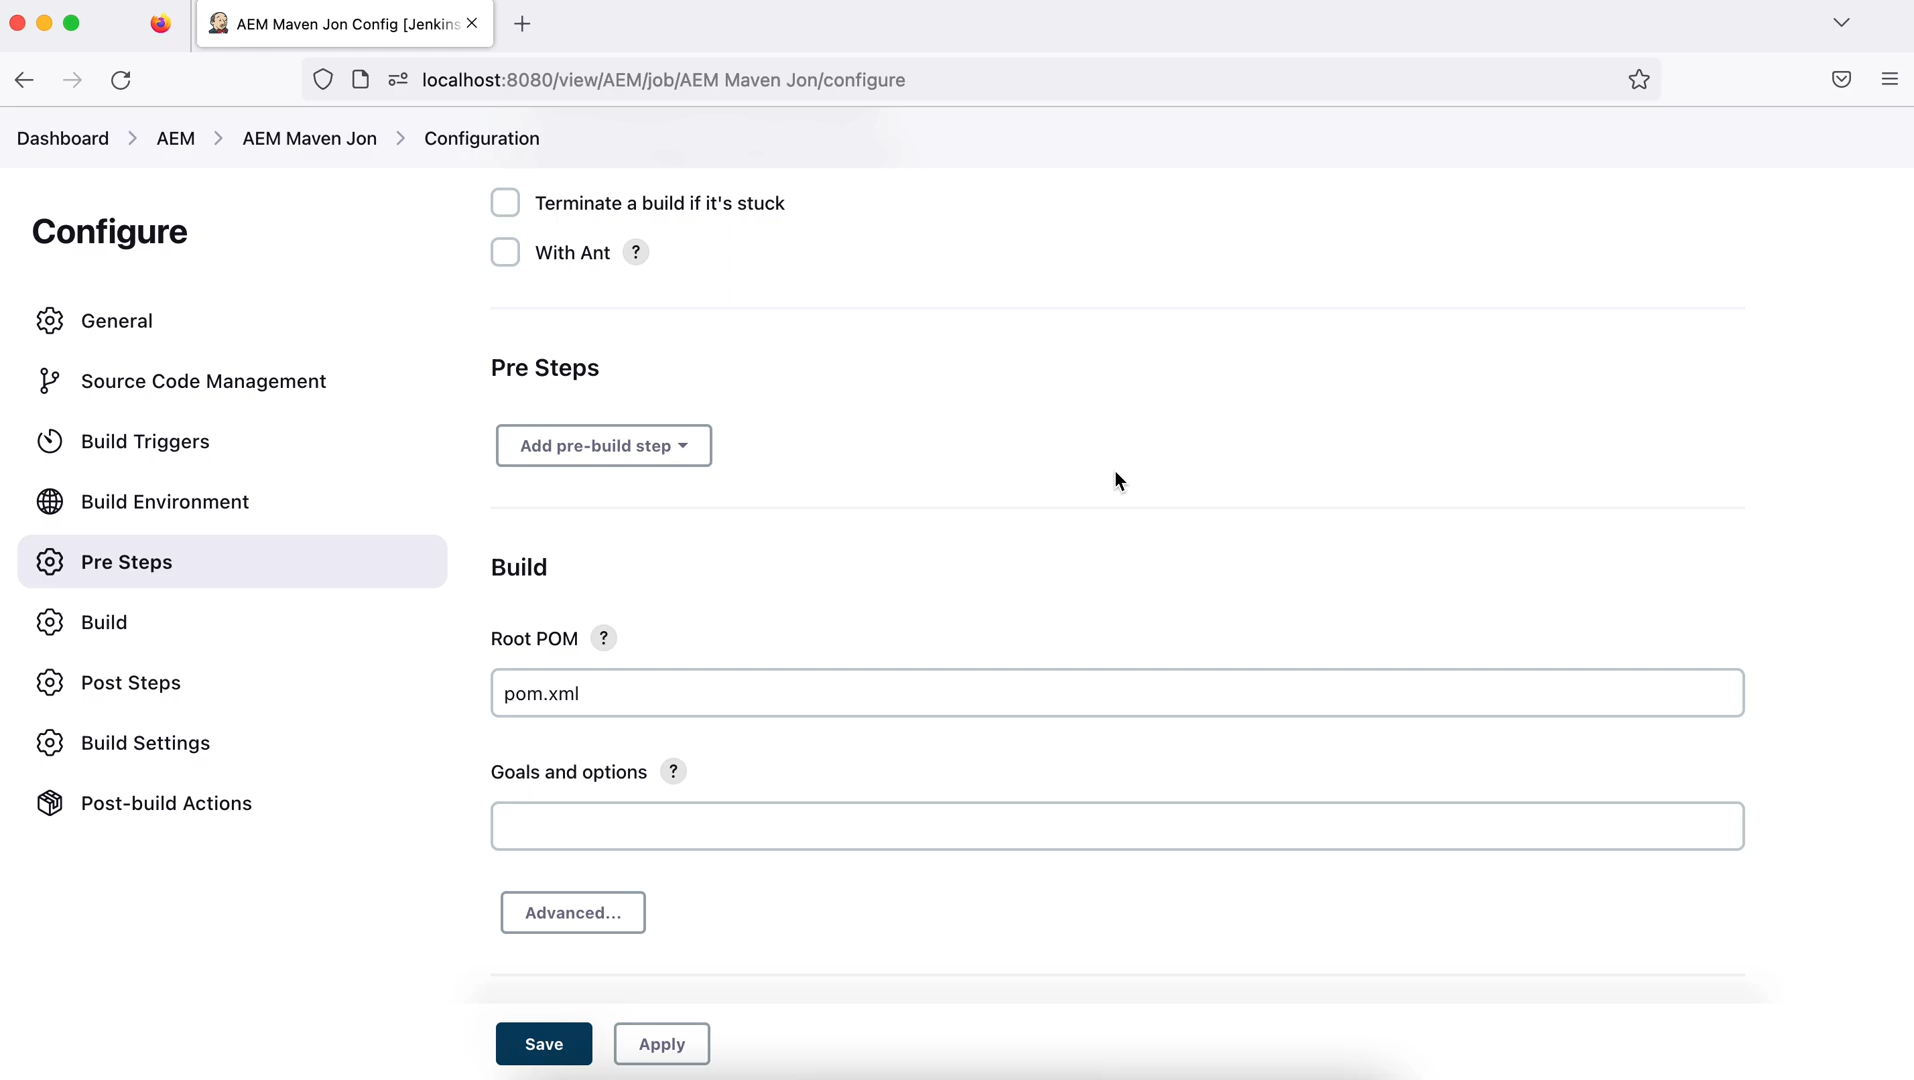 AEM Maven Jon Config [Jenkins
localhost:8080/view/AEM/job/AEM Maven Jon/configure
Dashboard AEM AEM Maven Jon Configuration
Configure
General
Source Code Management
Build Triggers
Build Environment
Pre Steps
Build
Post Steps
Build Settings
Post-build Actions
Terminate a build if it's stuck
With Ant ?
Pre Steps
Add pre-build step
Build
Root POM ?
pom.xml
Goals and options ?
Advanced...
Save Apply